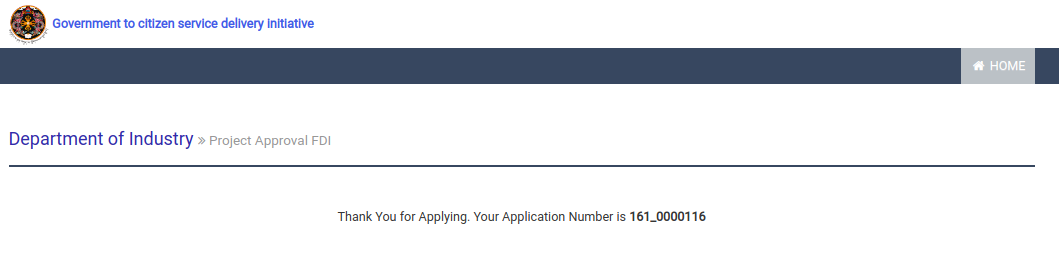 Government to citizen service delivery initiative
HOME
Department of Industry » Project Approval FDI
Thank You for Applying. Your Application Number is 161_0000116